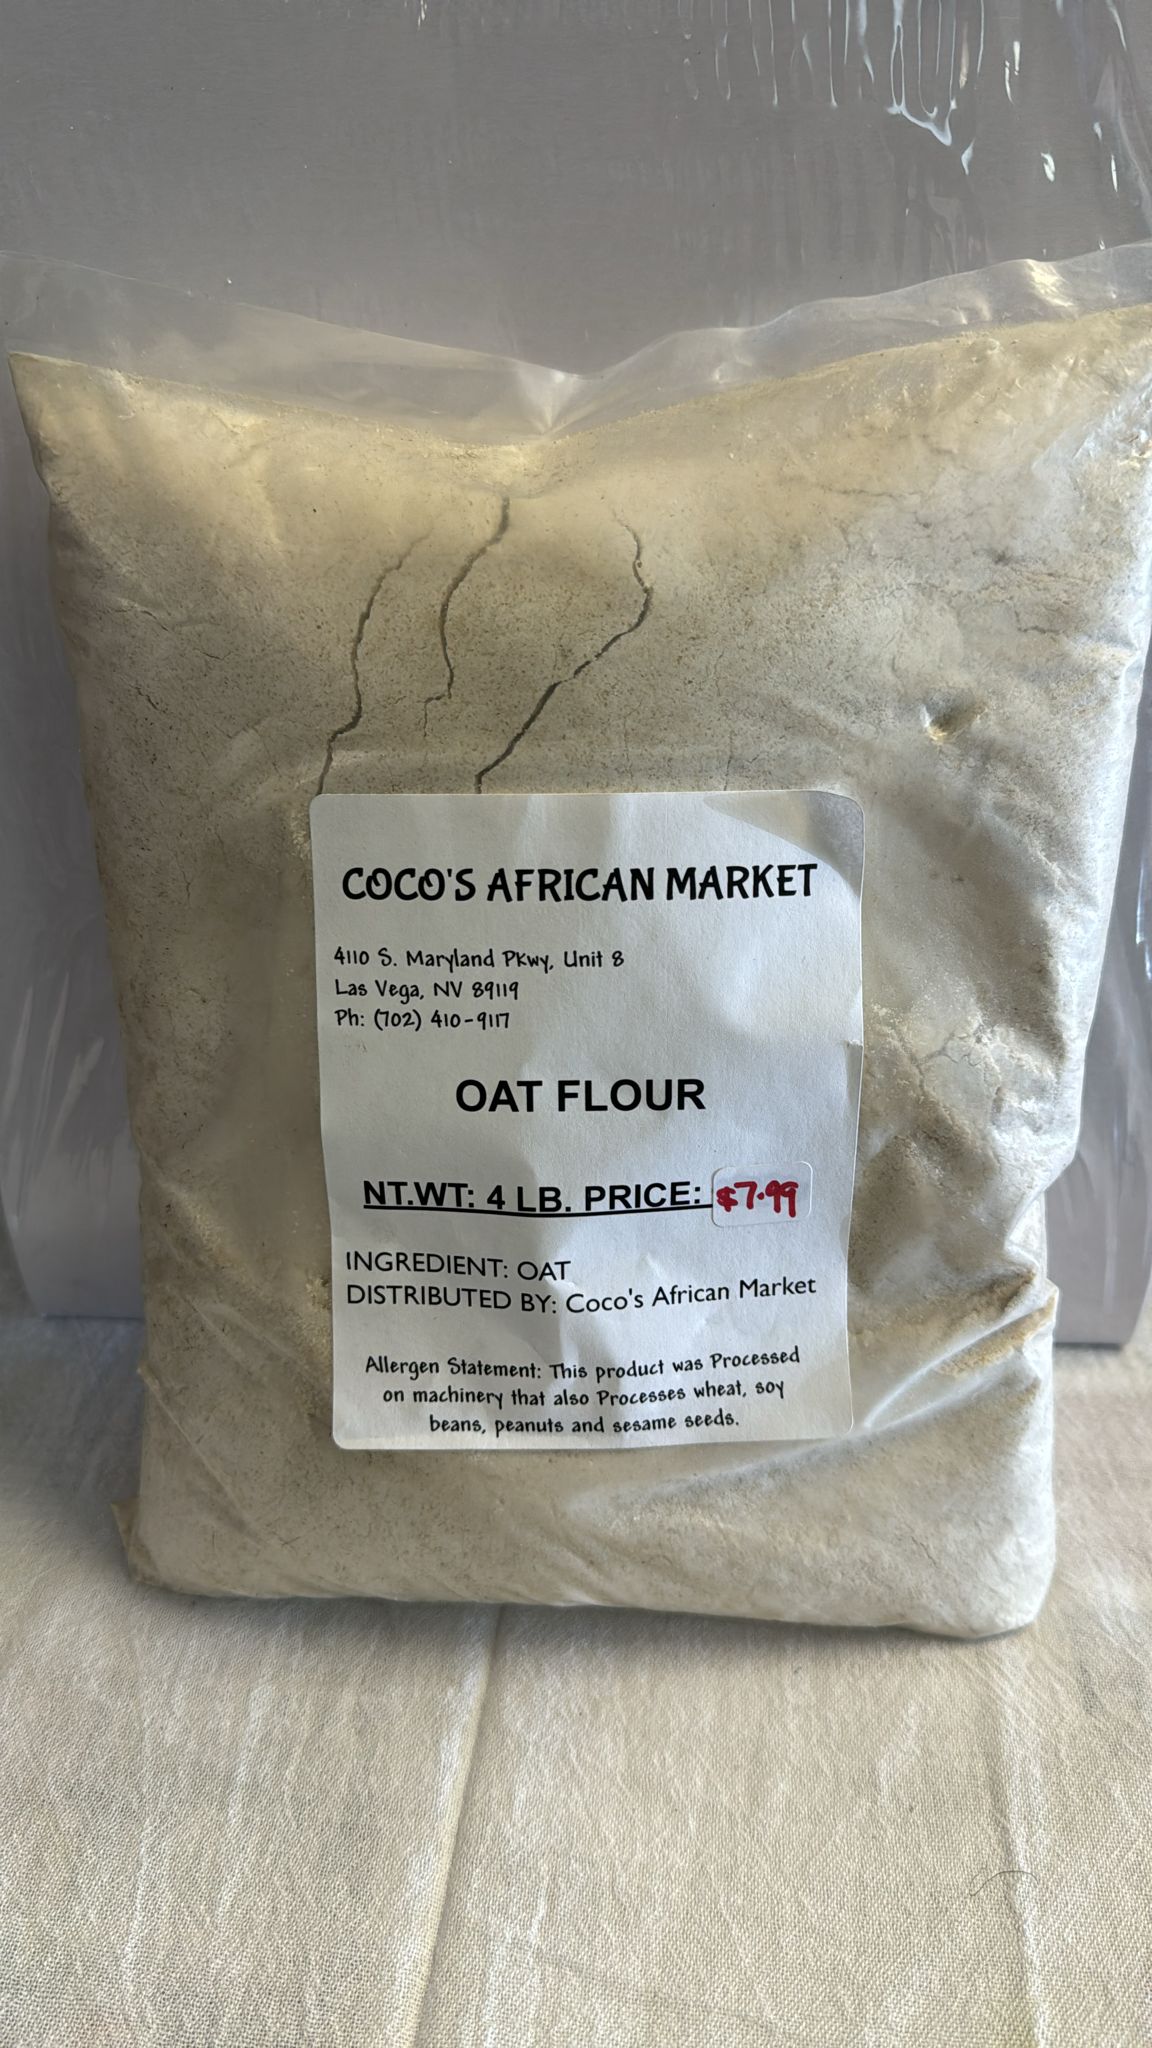 COCO'S AFRICAN MARKET
4110 S. Maryland Pkwy, Unit 8
Las Vega, NV 89119
Ph: (702) 410-9117
OAT FLOUR
NT.WT: 4 LB. PRICE: $7.99
INGREDIENT: OAT
DISTRIBUTED BY: Coco's African Market
Allergen Statement: This product was Processed
on machinery that also Processes wheat, soy
beans, peanuts and sesame seeds.